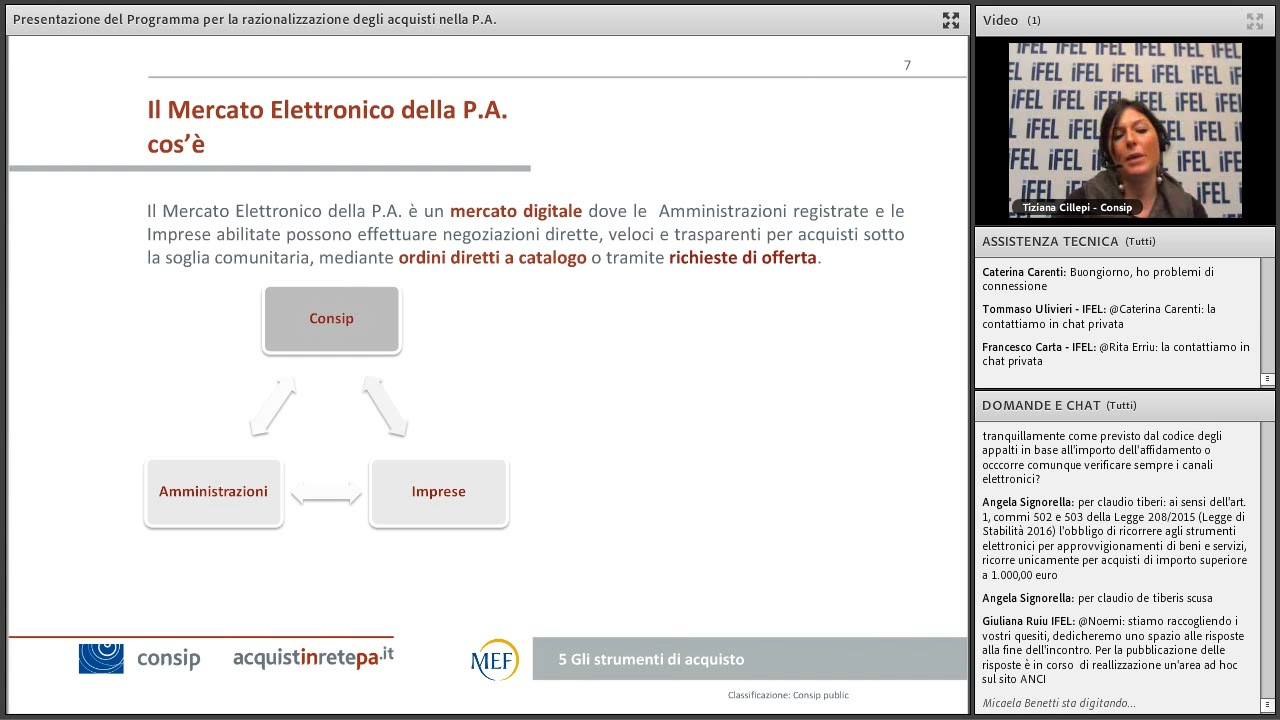 Presentazione del Programma per la razionalizzazione degli acquisti nella P.A.
7
Il Mercato Elettronico della P.A.
cos'è
Il Mercato Elettronico della P.A. è un mercato digitale dove le Amministrazioni registrate e le
Imprese abilitate possono effettuare negoziazioni dirette, veloci e trasparenti per acquisti sotto
la soglia comunitaria, mediante ordini diretti a catalogo o tramite richieste di offerta.
Consip
Amministrazioni
Imprese
consip
acquistinretepa.it
MEF
5 Gli strumenti di acquisto
Classificazione: Consip public
Video (1)
iFEL iFEL iFEL iFEL
Tiziana Cillepi - Consip
ASSISTENZA TECNICA (Tutti)
Caterina Carenti: Buongiorno, ho problemi di
connessione
Tommaso Ulivieri - IFEL: @Caterina Carenti: la
contattiamo in chat privata
Francesco Carta - IFEL: @Rita Erriu: la contattiamo in
chat privata
DOMANDE E CHAT (Tutti)
tranquillamente come previsto dal codice degli
appalti in base all'importo dell'affidamento o
occcorre comunque verificare sempre i canali
elettronici?
Angela Signorella: per claudio tiberi: ai sensi dell'art.
1, commi 502 e 503 della Legge 208/2015 (Legge di
Stabilità 2016) l'obbligo di ricorrere agli strumenti
elettronici per approvvigionamenti di beni e servizi,
ricorre unicamente per acquisti di importo superiore
a 1.000,00 euro
Angela Signorella: per claudio de tiberis scusa
Giuliana Ruiu IFEL: @Noemi: stiamo raccogliendo i
vostri quesiti, dedicheremo uno spazio alle risposte
alla fine dell'incontro. Per la pubblicazione delle
risposte è in corso di reallizzazione un'area ad hoc
sul sito ANCI
Micaela Benetti sta digitando...